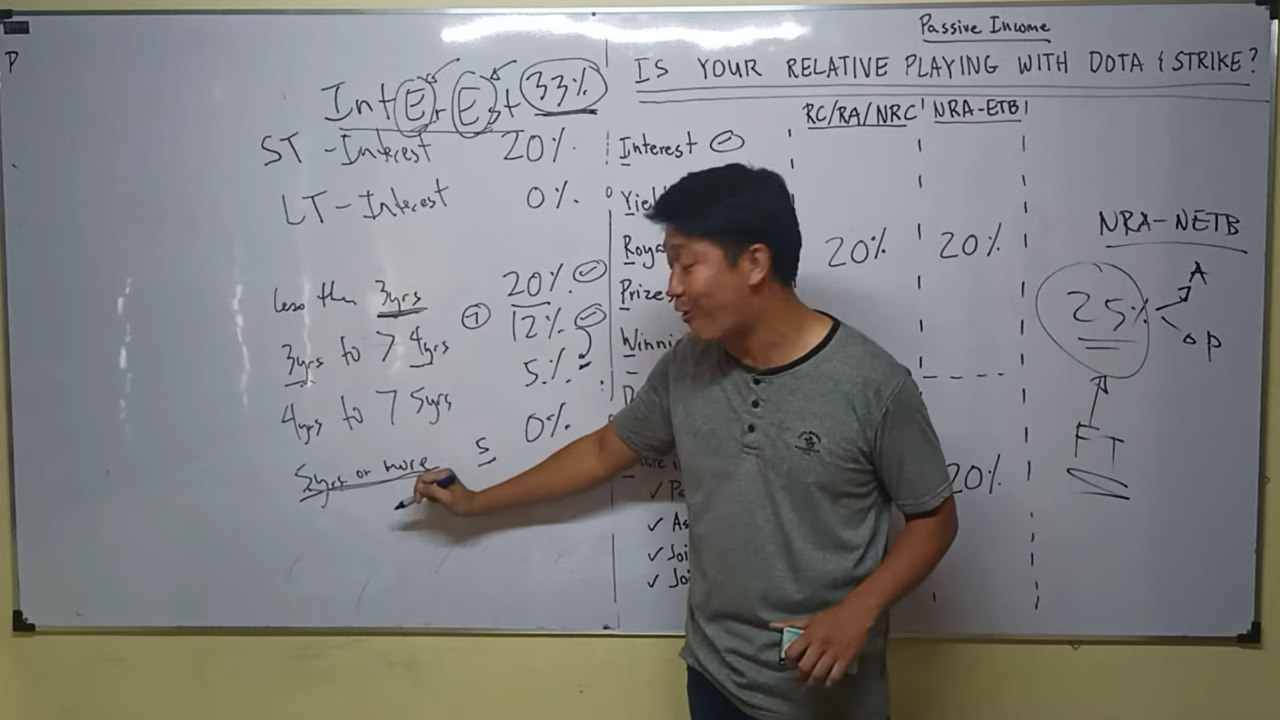 P
IntErEst 33%
ST - Interest 20%
LT - Interest 0%
less then 3yrs 20%
3yrs to > 4yrs 7 12%
4yrs to > 5yrs 5%
5yrs or more 5 0%
Passive Income
IS YOUR RELATIVE PLAYING WITH DOTA & STRIKE?
RC/RA/NRC NRA-ETB
Interest
20% 20%
20%
NRA-NETB
25%
A
OP
FT